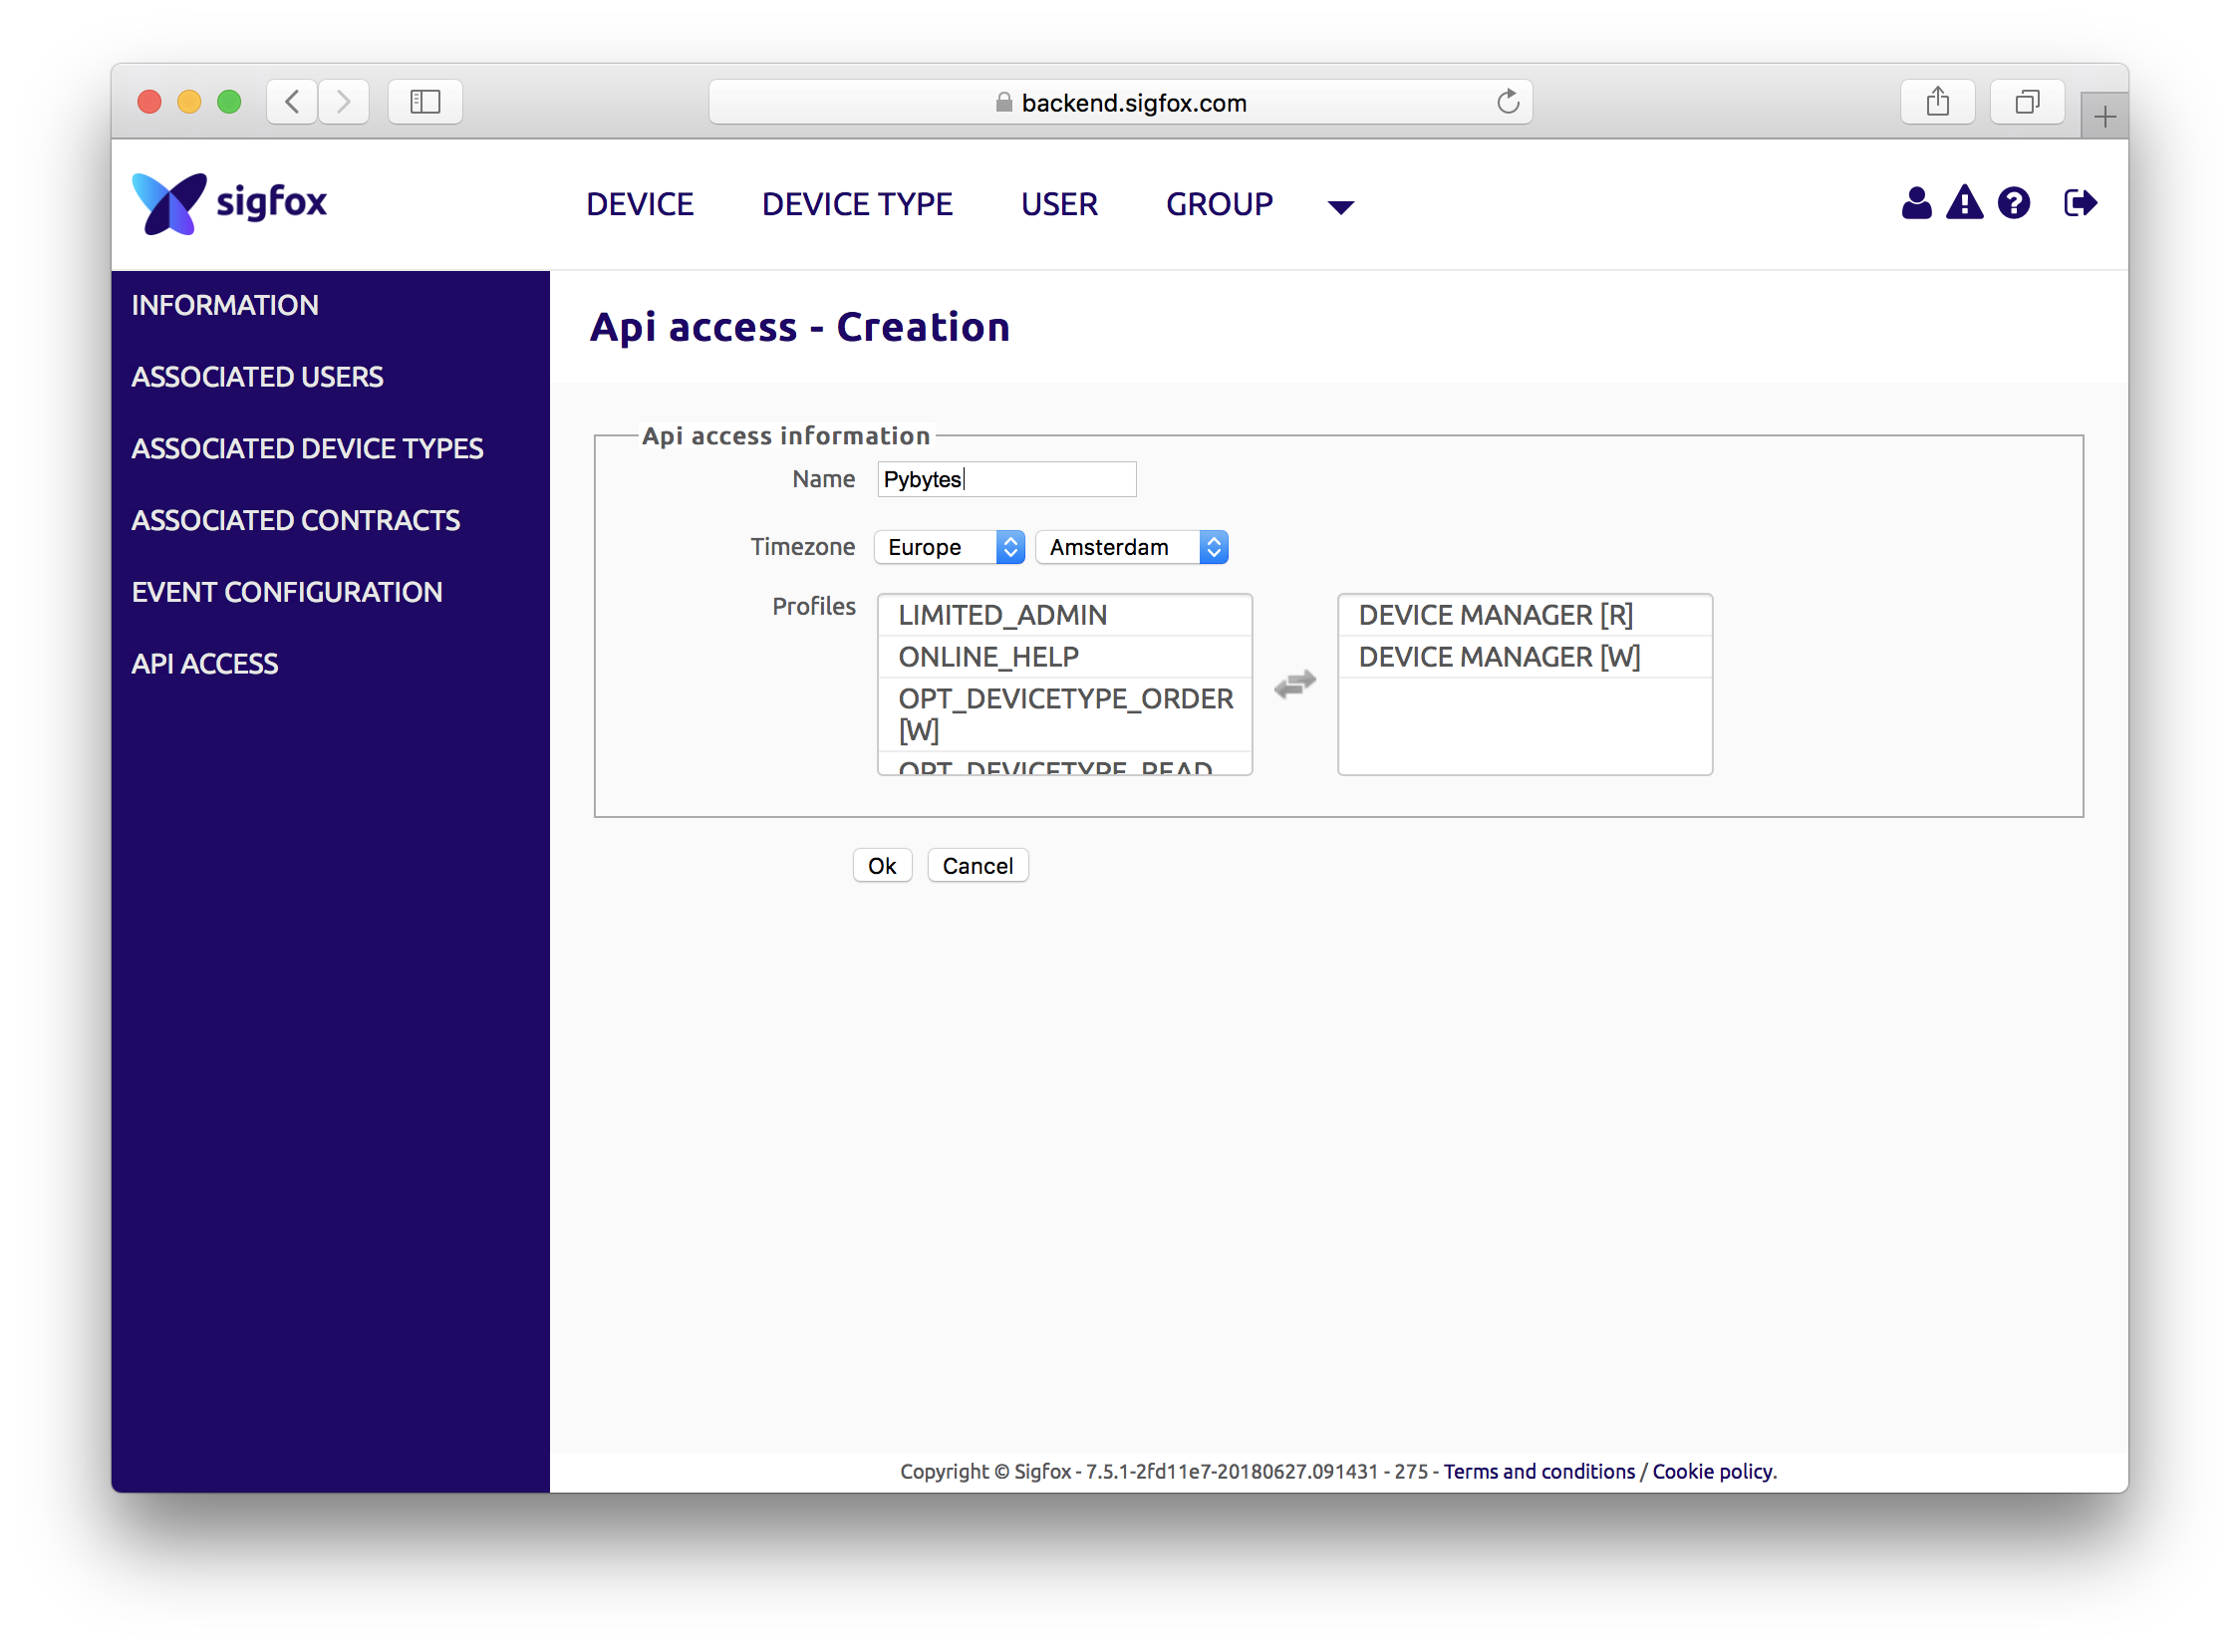 backend.sigfox.com
sigfox
DEVICE DEVICE TYPE USER GROUP
INFORMATION
ASSOCIATED USERS
ASSOCIATED DEVICE TYPES
ASSOCIATED CONTRACTS
EVENT CONFIGURATION
API ACCESS
Api access - Creation
Api access information
Name Pybytes
Timezone Europe Amsterdam
Profiles
LIMITED_ADMIN
ONLINE_HELP
OPT_DEVICETYPE_ORDER
[W]
OPT_DEVICETYPE_READ
DEVICE MANAGER [R]
DEVICE MANAGER [W]
Ok Cancel
Copyright © Sigfox - 7.5.1-2fd11e7-20180627.091431 - 275 - Terms and conditions / Cookie policy.